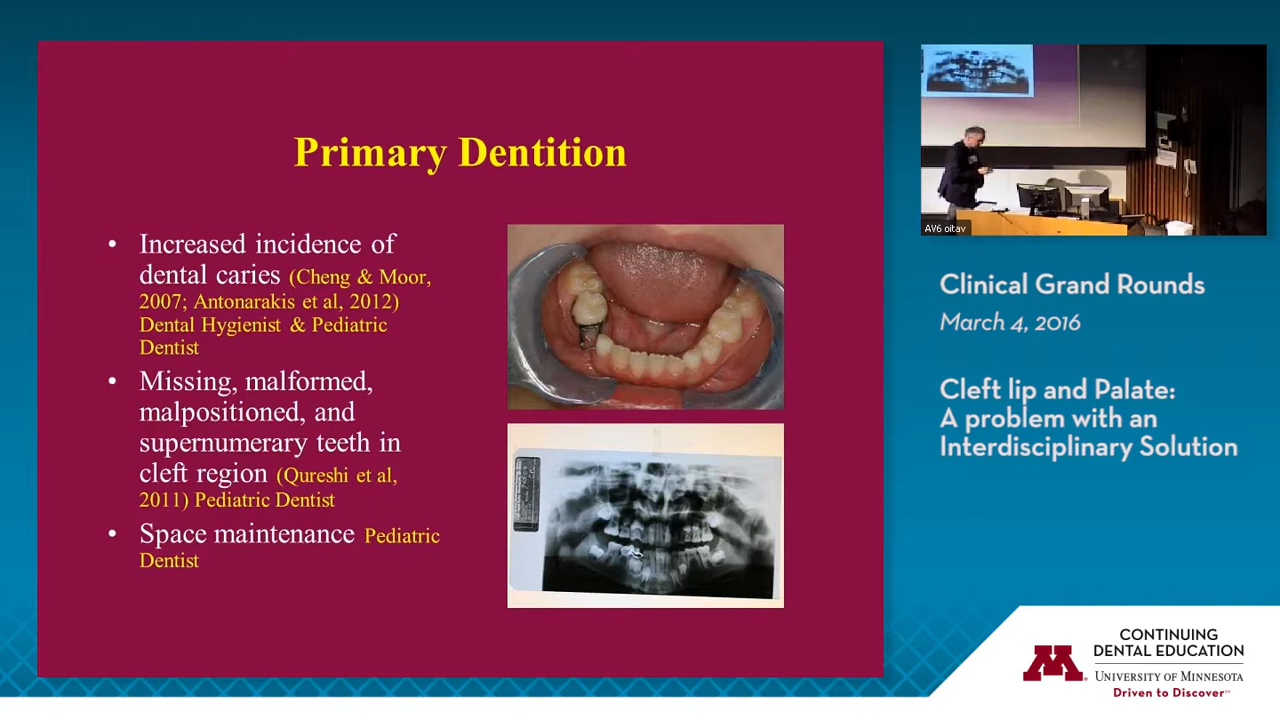 Primary Dentition
• Increased incidence of
dental caries (Cheng & Moor,
2007; Antonarakis et al, 2012)
Dental Hygienist & Pediatric
Dentist
• Missing, malformed,
malpositioned, and
supernumerary teeth in
cleft region (Qureshi et al,
2011) Pediatric Dentist
• Space maintenance Pediatric
Dentist
AV6 oitav
Clinical Grand Rounds
March 4, 2016
Cleft lip and Palate:
A problem with an
Interdisciplinary Solution
M
CONTINUING
DENTAL EDUCATION
UNIVERSITY OF MINNESOTA
Driven to Discover℠